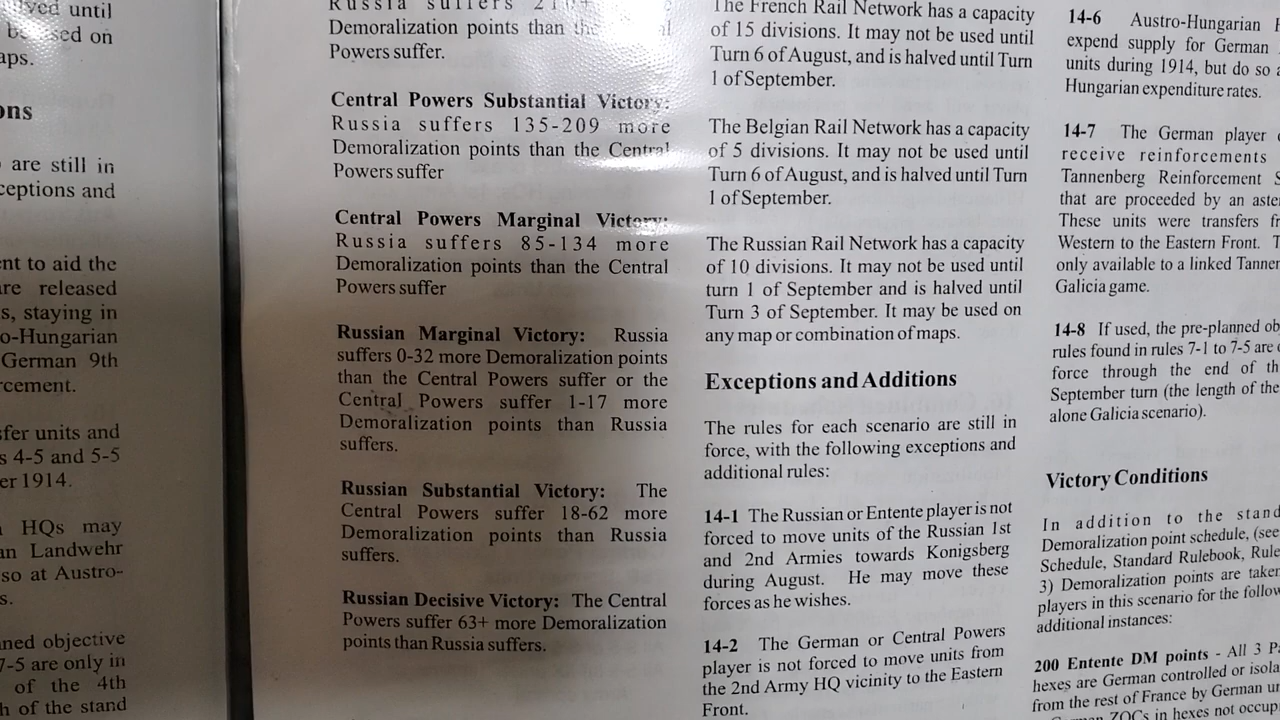 ved until
sed on
aps.
ons
are still in
ceptions and
ent to aid the
are released
s, staying in
o-Hungarian
German 9th
rcement.
sfer units and
s 4-5 and 5-5
er 1914.
HQs may
an Landwehr
so at Austro-
s.
ned objective
7-5 are only in
of the 4th
h of the stand
Russia suffers
Demoralization points than the
Powers suffer.
Central Powers Substantial Victory:
Russia suffers 135-209 more
Demoralization points than the Central
Powers suffer
Central Powers Marginal Victory:
Russia suffers 85-134 more
Demoralization points than the Central
Powers suffer
Russian Marginal Victory: Russia
suffers 0-32 more Demoralization points
than the Central Powers suffer or the
Central Powers suffer 1-17 more
Demoralization points than Russia
suffers.
Russian Substantial Victory: The
Central Powers suffer 18-62 more
Demoralization points than Russia
suffers.
Russian Decisive Victory: The Central
Powers suffer 63+ more Demoralization
points than Russia suffers.
The French Rail Network has a capacity
of 15 divisions. It may not be used until
Turn 6 of August, and is halved until Turn
1 of September.
The Belgian Rail Network has a capacity
of 5 divisions. It may not be used until
Turn 6 of August, and is halved until Turn
1 of September.
The Russian Rail Network has a capacity
of 10 divisions. It may not be used until
turn 1 of September and is halved until
Turn 3 of September. It may be used on
any map or combination of maps.
Exceptions and Additions
The rules for each scenario are still in
force, with the following exceptions and
additional rules:
14-1 The Russian or Entente player is not
forced to move units of the Russian 1st
and 2nd Armies towards Konigsberg
during August. He may move these
forces as he wishes.
14-2 The German or Central Powers
player is not forced to move units from
the 2nd Army HQ vicinity to the Eastern
Front.
14-6 Austro-Hungarian
expend supply for German
units during 1914, but do so a
Hungarian expenditure rates.
14-7 The German player
receive reinforcements
Tannenberg Reinforcement S
that are proceeded by an aste
These units were transfers fr
Western to the Eastern Front. T
only available to a linked Tanner
Galicia game.
14-8 If used, the pre-planned ob
rules found in rules 7-1 to 7-5 are
force through the end of th
September turn (the length of the
alone Galicia scenario).
Victory Conditions
In addition to the stand
Demoralization point schedule, (see
Schedule, Standard Rulebook, Rule
3) Demoralization points are taken
players in this scenario for the follow
additional instances:
200 Entente DM points - All 3 Pa
hexes are German controlled or isola
from the rest of France by German un
German ZOCs in hexes not occup